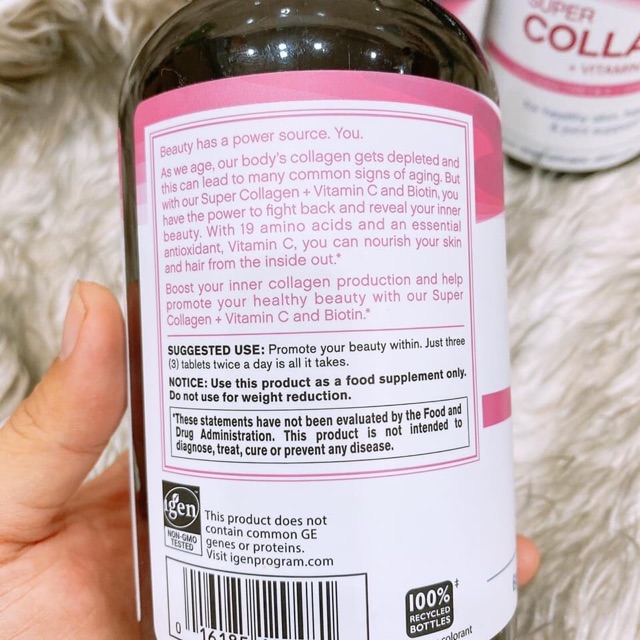 SUPER
COLLA
+ VITAMIN
Beauty has a power source. You.
As we age, our body's collagen gets depleted and
this can lead to many common signs of aging. But
with our Super Collagen + Vitamin C and Biotin, you
have the power to fight back and reveal your inner
beauty. With 19 amino acids and an essential
antioxidant, Vitamin C, you can nourish your skin
and hair from the inside out.*
Boost your inner collagen production and help
promote your healthy beauty with our Super
Collagen + Vitamin C and Biotin.*
SUGGESTED USE: Promote your beauty within. Just three
(3) tablets twice a day is all it takes.
NOTICE: Use this product as a food supplement only.
Do not use for weight reduction.
*These statements have not been evaluated by the Food and
Drug Administration. This product is not intended to
diagnose, treat, cure or prevent any disease.
igen
NON-GMO
TESTED
This product does not
contain common GE
genes or proteins.
Visit igenprogram.com
100%‡
RECYCLED
BOTTLES
0 16185
colorant